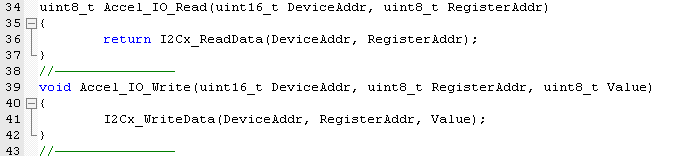 34 uint8_t Accel_IO_Read(uint16_t DeviceAddr, uint8_t RegisterAddr)
35 {
36 return I2Cx_ReadData(DeviceAddr, RegisterAddr);
37 }
38 //———————————————
39 void Accel_IO_Write(uint16_t DeviceAddr, uint8_t RegisterAddr, uint8_t Value)
40 {
41 I2Cx_WriteData(DeviceAddr, RegisterAddr, Value);
42 }
43 //———————————————